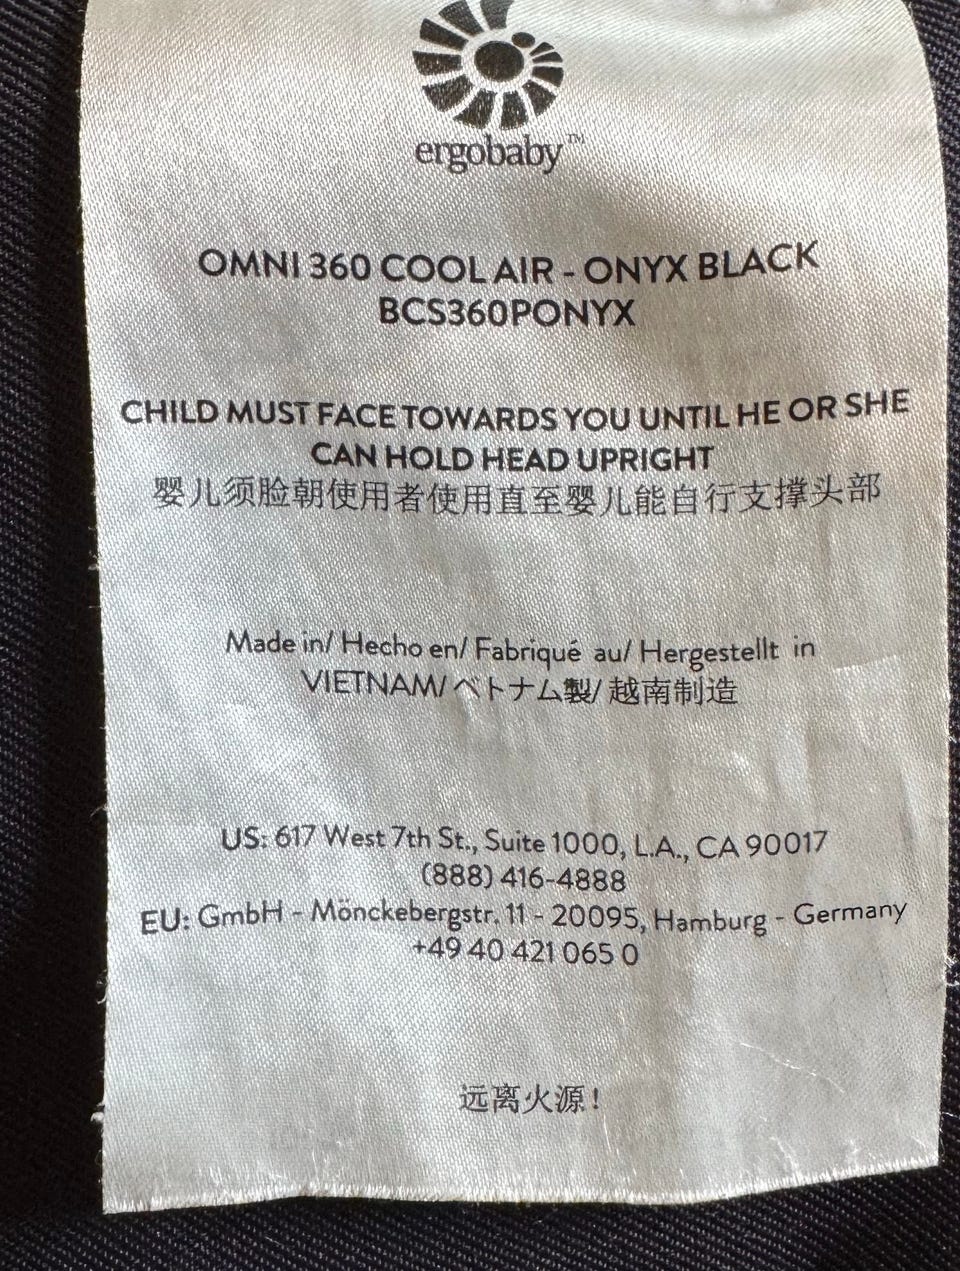 ergobaby™
OMNI 360 COOL AIR - ONYX BLACK
BCS360PONYX
CHILD MUST FACE TOWARDS YOU UNTIL HE OR SHE
CAN HOLD HEAD UPRIGHT
婴儿须脸朝使用者使用直至婴儿能自行支撑头部
Made in/ Hecho en/ Fabriqué au/ Hergestellt in
VIETNAM/ ベトナム製/ 越南制造
US: 617 West 7th St., Suite 1000, L.A., CA 90017
(888) 416-4888
EU: GmbH - Mönckebergstr. 11 - 20095, Hamburg - Germany
+49 40 421 065 0
远离火源!